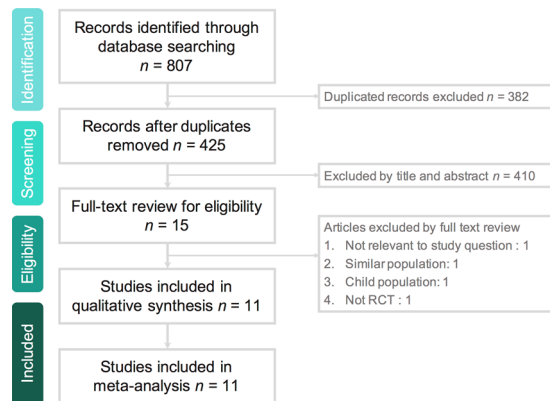 Identification
Records identified through
database searching
n = 807
Duplicated records excluded n = 382
Screening
Records after duplicates
removed n = 425
Excluded by title and abstract n = 410
Eligibility
Full-text review for eligibility
n = 15
Articles excluded by full text review
1. Not relevant to study question : 1
2. Similar population: 1
3. Child population: 1
4. Not RCT : 1
Studies included in
qualitative synthesis n = 11
Included
Studies included in
meta-analysis n = 11